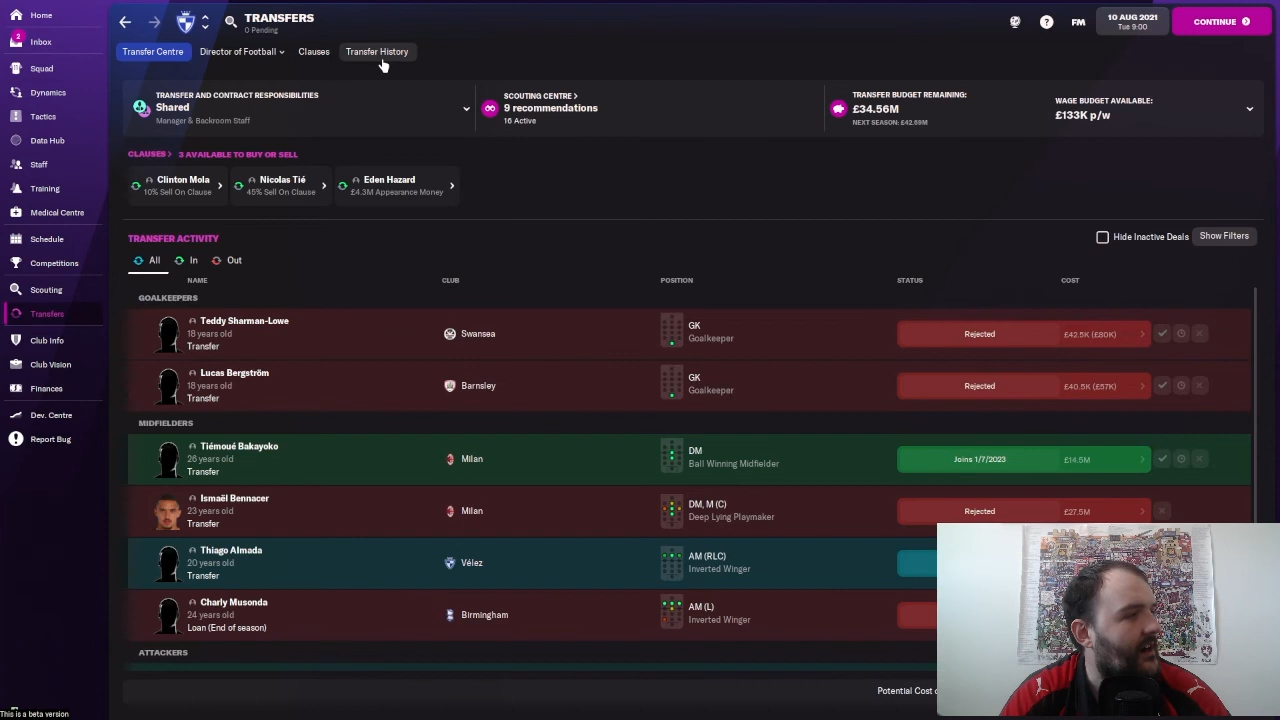 Home
TRANSFERS
0 Pending
FM
10 AUG 2021
Tue 9:00
CONTINUE
2
Inbox
Transfer Centre
Director of Football
Clauses
Transfer History
Squad
Dynamics
Tactics
Data Hub
Staff
Training
Medical Centre
Schedule
Competitions
Scouting
Transfers
Club Info
Club Vision
Finances
Dev. Centre
Report Bug
TRANSFER AND CONTRACT RESPONSIBILITIES
Shared
Manager & Backroom Staff
SCOUTING CENTRE >
9 recommendations
16 Active
TRANSFER BUDGET REMAINING:
£34.56M
NEXT SEASON: £42.69M
WAGE BUDGET AVAILABLE:
£133K p/w
CLAUSES > 3 AVAILABLE TO BUY OR SELL
Clinton Mola
10% Sell On Clause
Nicolas Tié
45% Sell On Clause
Eden Hazard
£4.3M Appearance Money
TRANSFER ACTIVITY
Hide Inactive Deals
Show Filters
All
In
Out
NAME CLUB POSITION STATUS COST
GOALKEEPERS
Teddy Sharman-Lowe
18 years old
Transfer
Swansea
GK
Goalkeeper
Rejected £42.5K (£80K)
Lucas Bergström
18 years old
Transfer
Barnsley
GK
Goalkeeper
Rejected £40.5K (£57K)
MIDFIELDERS
Tiémoué Bakayoko
26 years old
Transfer
Milan
DM
Ball Winning Midfielder
Joins 1/7/2023 £14.5M
Ismaël Bennacer
23 years old
Transfer
Milan
DM, M (C)
Deep Lying Playmaker
Rejected £27.5M
Thiago Almada
20 years old
Transfer
Vélez
AM (RLC)
Inverted Winger
Charly Musonda
24 years old
Loan (End of season)
Birmingham
AM (L)
Inverted Winger
ATTACKERS
Potential Cost o
This is a beta version